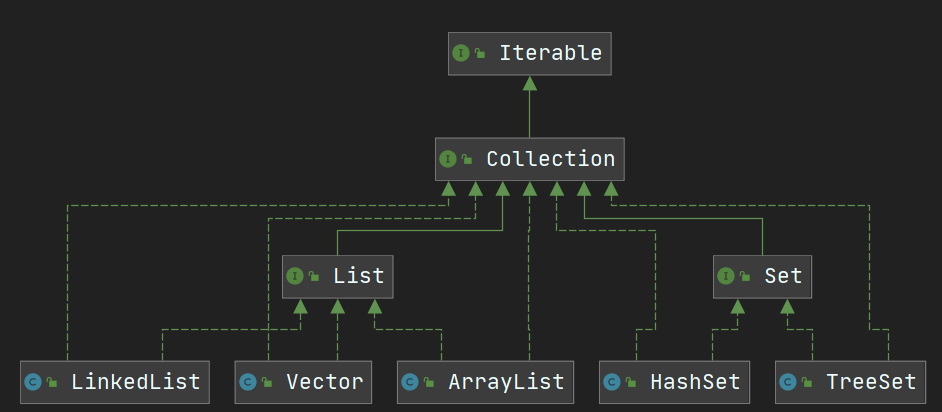 I Iterable
I Collection
I List
I Set
C LinkedList
C Vector
C ArrayList
C HashSet
C TreeSet